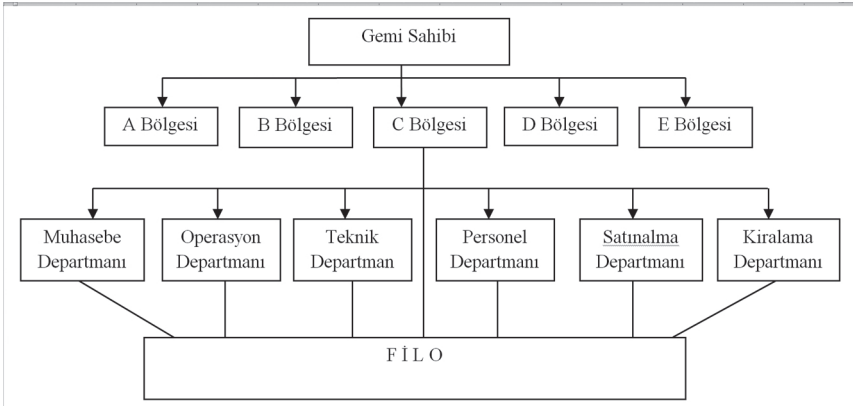 Gemi Sahibi
A Bölgesi
B Bölgesi
C Bölgesi
D Bölgesi
E Bölgesi
Muhasebe
Departmanı
Operasyon
Departmanı
Teknik
Departman
Personel
Departmanı
Satınalma
Departmanı
Kiralama
Departmanı
F İ L O